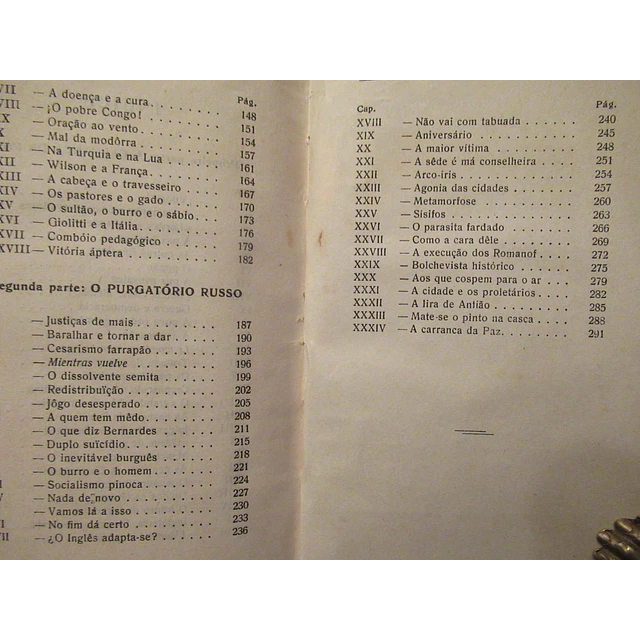 VII — A doença e a cura. . . . . . . . Pág.
VIII — ¡O pobre Congo! . . . . . . . . 148
IX — Oração ao vento. . . . . . . . . 151
X — Mal da modôrra . . . . . . . . . 154
XI — Na Turquia e na Lua . . . . . . 157
XII — Wilson e a França. . . . . . . . 161
XIII — A cabeça e o travesseiro . . . . 164
XIV — Os pastores e o gado . . . . . . 167
XV — O sultão, o burro e o sábio. . . 170
XVI — Giolitti e a Itália. . . . . . . . 173
XVII — Combóio pedagógico . . . . . . 176
XVIII — Vitória áptera . . . . . . . . . 179
182
Segunda parte: O PURGATÓRIO RUSSO
— Justiças de mais. . . . . . . . . 187
— Baralhar e tornar a dar . . . . . 190
— Cesarismo farrapão . . . . . . . 193
— Mientras vuelve . . . . . . . . . 196
— O dissolvente semita . . . . . . 199
— Redistribuïção . . . . . . . . . . 202
— Jôgo desesperado . . . . . . . . 205
— A quem tem mêdo. . . . . . . . 208
— O que diz Bernardes . . . . . . 211
— Duplo suïcídio. . . . . . . . . . 215
— O inevitável burguês . . . . . . 218
— O burro e o homem. . . . . . . 221
— Socialismo pinoca . . . . . . . . 224
— Nada de novo . . . . . . . . . . 227
— Vamos lá a isso . . . . . . . . . 230
— No fim dá certo . . . . . . . . . 233
— ¿O Inglês adapta-se? . . . . . . 236
Cap. Pág.
XVIII — Não vai com tabuada . . . . . . 240
XIX — Aniversário . . . . . . . . . . . 245
XX — A maior vítima . . . . . . . . . 248
XXI — A sêde é má conselheira . . . . 251
XXII — Arco-íris . . . . . . . . . . . . . 254
XXIII — Agonia das cidades . . . . . . . 257
XXIV — Metamorfose . . . . . . . . . . 260
XXV — Sísifos . . . . . . . . . . . . . . 263
XXVI — O parasita fardado . . . . . . . 266
XXVII — Como a cara dêle . . . . . . . . 269
XXVIII — A execução dos Romanof . . . . 272
XXIX — Bolchevista histórico . . . . . . 275
XXX — Aos que cospem para o ar . . . 279
XXXI — A cidade e os proletários . . . . 282
XXXII — A lira de Anfião . . . . . . . . . 285
XXXIII — Mate-se o pinto na casca . . . . 288
XXXIV — A carranca da Paz. . . . . . . . 291